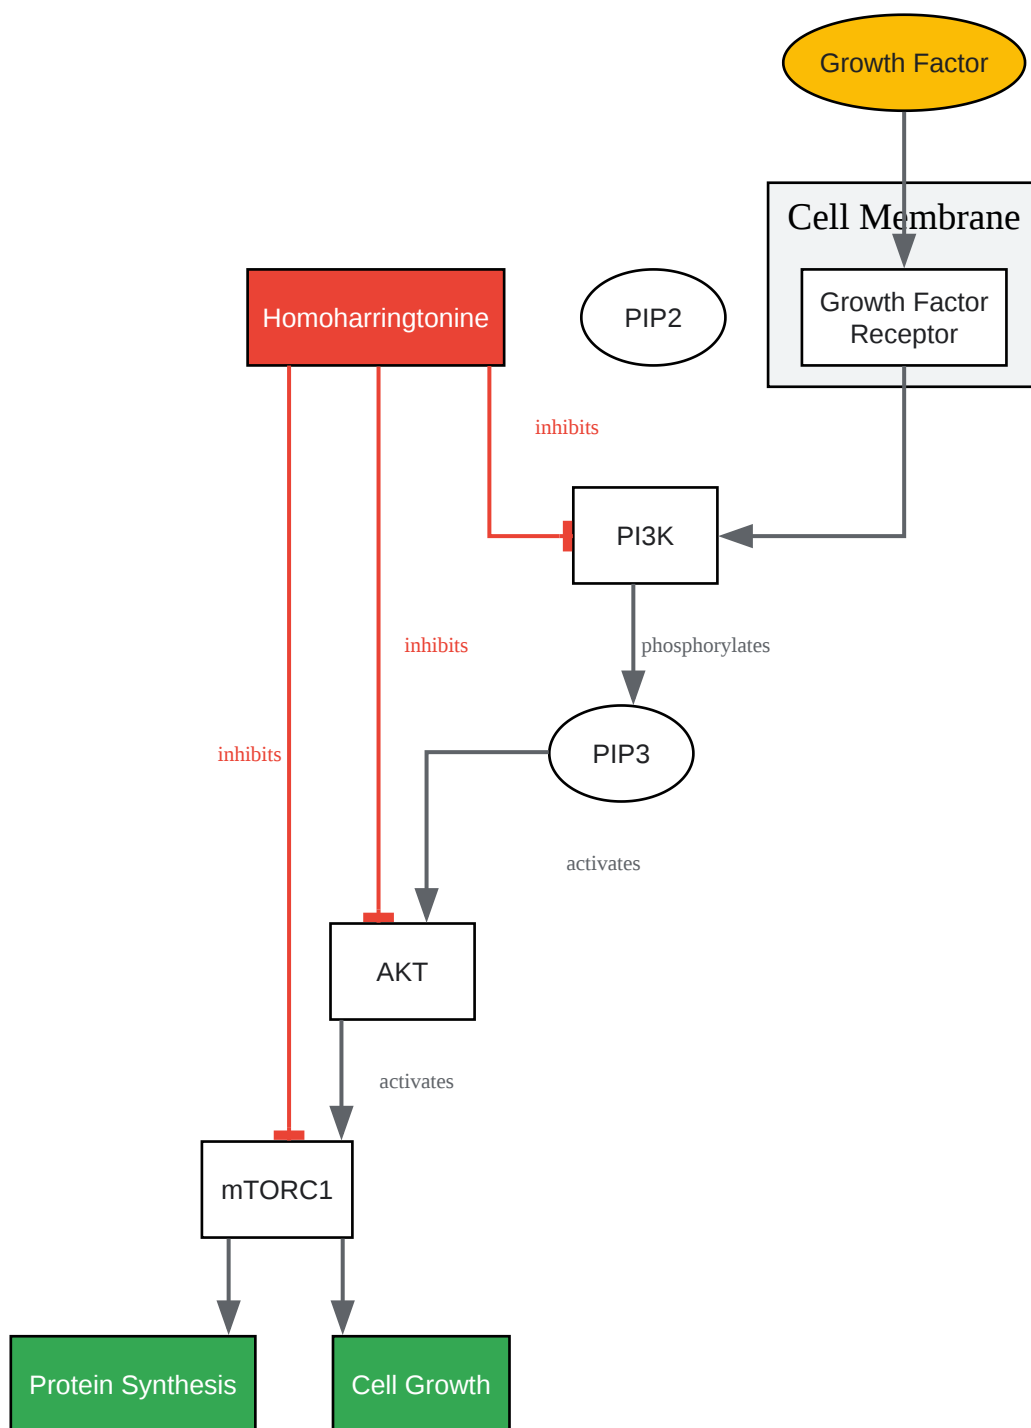 Growth Factor
Cell Membrane
Homoharringtonine
PIP2
Growth Factor
Receptor
inhibits
PI3K
inhibits
phosphorylates
inhibits
PIP3
activates
AKT
activates
mTORC1
Protein Synthesis
Cell Growth